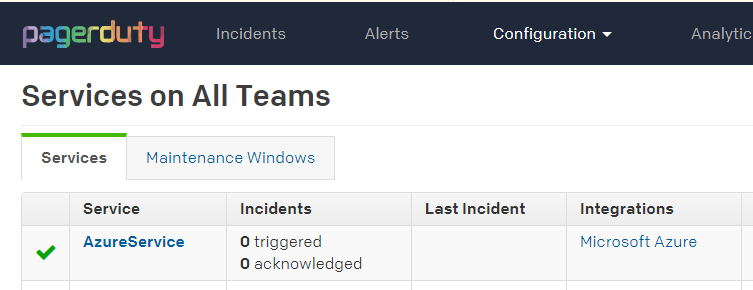 pagerduty Incidents Alerts Configuration Analytic
Services on All Teams
Services Maintenance Windows
Service Incidents Last Incident Integrations
AzureService 0 triggered Microsoft Azure
0 acknowledged